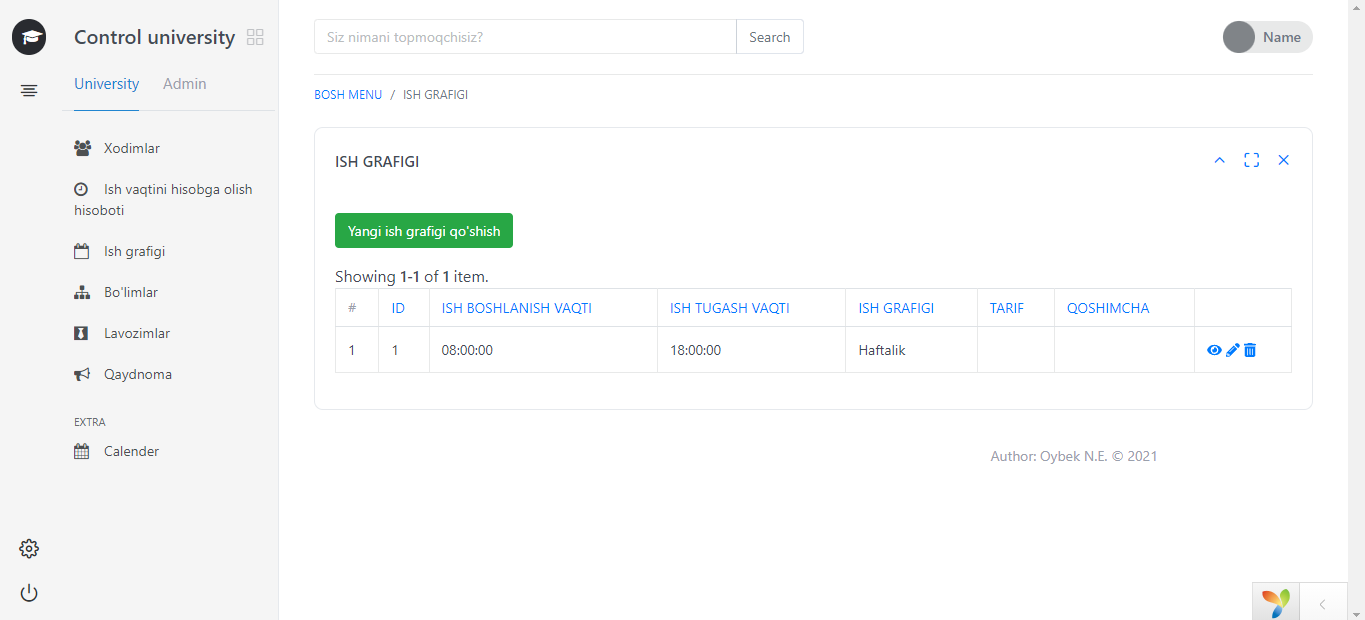 Control university
University Admin
Xodimlar
Ish vaqtini hisobga olish
hisoboti
Ish grafigi
Bo'limlar
Lavozimlar
Qaydnoma
EXTRA
Calender
Siz nimani topmoqchisiz? Search
Name
BOSH MENU / ISH GRAFIGI
ISH GRAFIGI
Yangi ish grafigi qo'shish
Showing 1-1 of 1 item.
# ID ISH BOSHLANISH VAQTI ISH TUGASH VAQTI ISH GRAFIGI TARIF QOSHIMCHA
1 1 08:00:00 18:00:00 Haftalik
Author: Oybek N.E. © 2021